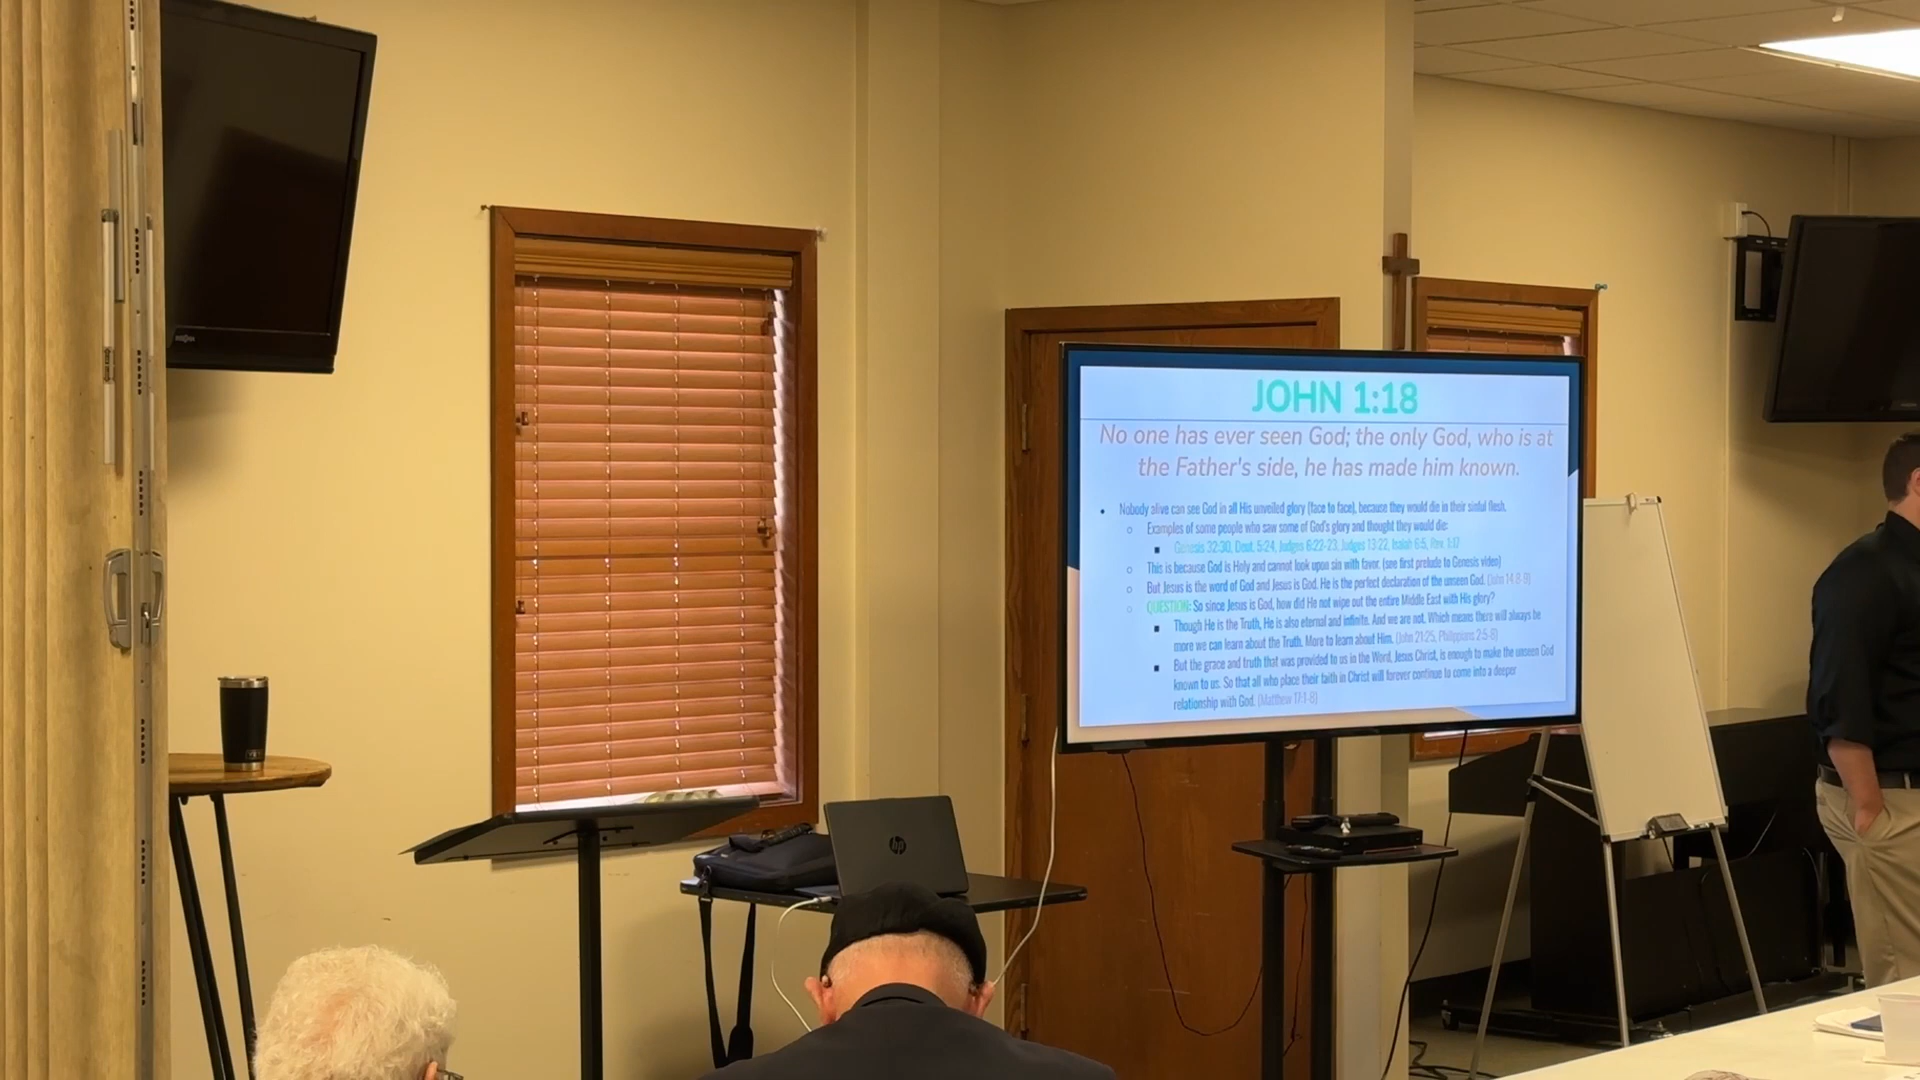 JOHN 1:18
No one has ever seen God; the only God, who is at
the Father's side, he has made him known.
Nobody alive can see God in all His unveiled glory (face to face), because they would die in their sinful flesh.
Examples of some people who saw some of God's glory and thought they would die:
Genesis 32:30, Deut. 5:24, Judges 6:22-23, Judges 13:22, Isaiah 6:5, Rev. 1:17
This is because God is Holy and cannot look upon sin with favor. (see first prelude to Genesis video)
But Jesus is the word of God and Jesus is God. He is the perfect declaration of the unseen God. (John 14:8-9)
QUESTION: So since Jesus is God, how did He not wipe out the entire Middle East with His glory?
Though He is the Truth, He is also eternal and infinite. And we are not. Which means there will always be
more we can learn about the Truth. More to learn about Him. (John 21:25, Philippians 2:5-8)
But the grace and truth that was provided to us in the Word, Jesus Christ, is enough to make the unseen God
known to us. So that all who place their faith in Christ will forever continue to come into a deeper
relationship with God. (Matthew 17:1-8)
hp
YETI